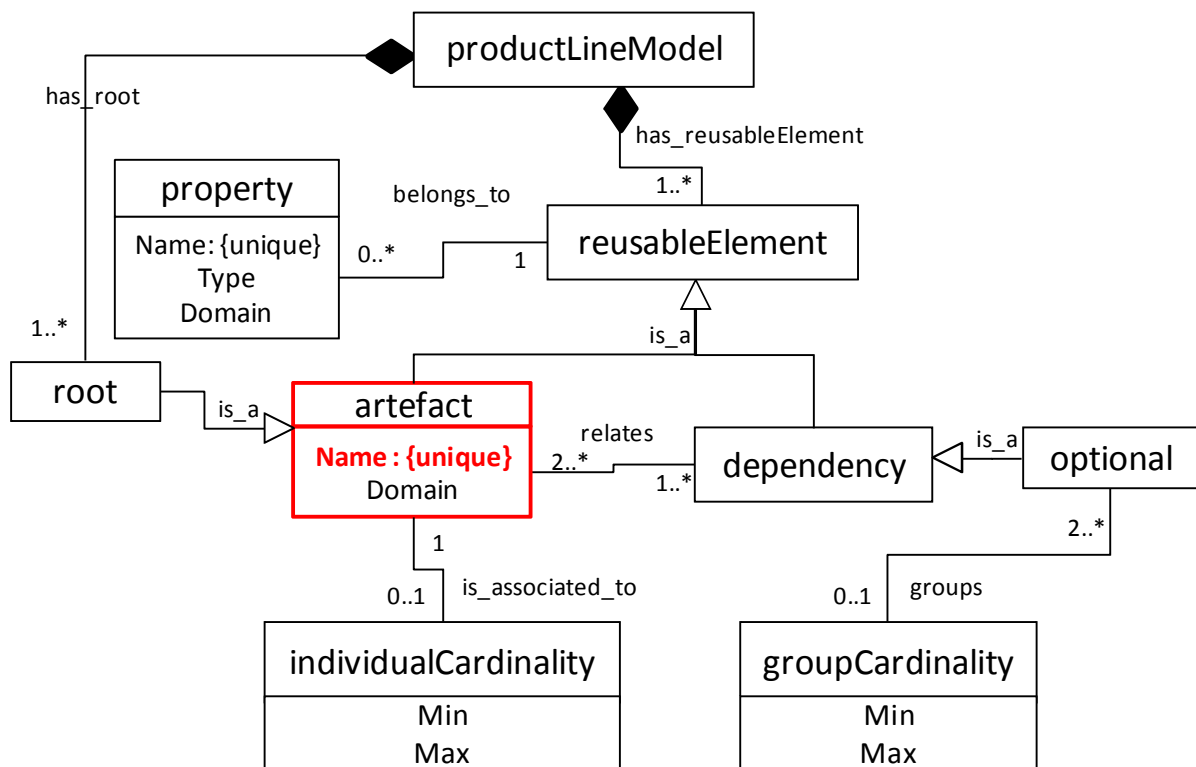 productLineModel
has_root
has_reusableElement
1..*
property
Name: {unique}
Type
Domain
belongs_to
0..*
1
reusableElement
is_a
1..*
root
is_a
artefact
Name : {unique}
Domain
relates
2..*
1..*
dependency
is_a
optional
1
0..1
is_associated_to
2..*
0..1
groups
individualCardinality
Min
Max
groupCardinality
Min
Max